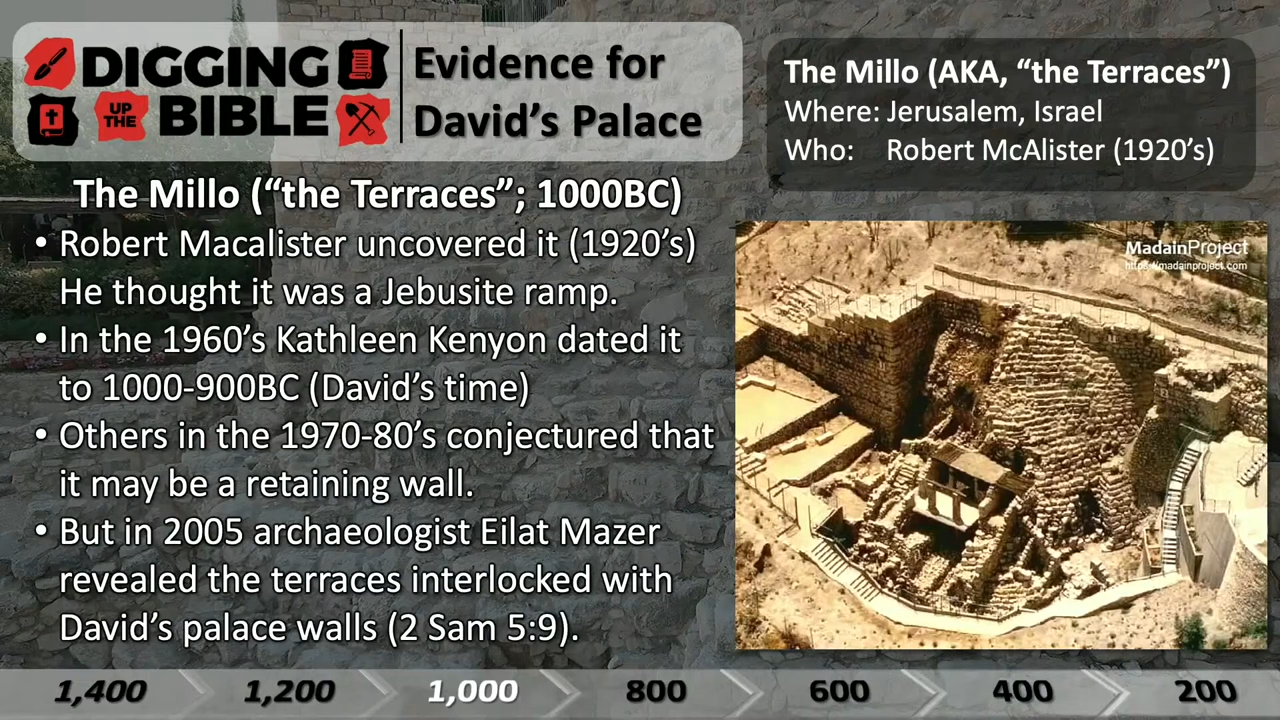 DIGGING
UP THE
BIBLE
Evidence for
David's Palace
The Millo (AKA, “the Terraces”)
Where: Jerusalem, Israel
Who: Robert McAlister (1920’s)
The Millo (“the Terraces”; 1000BC)
• Robert Macalister uncovered it (1920’s)
He thought it was a Jebusite ramp.
• In the 1960’s Kathleen Kenyon dated it
to 1000-900BC (David’s time)
• Others in the 1970-80’s conjectured that
it may be a retaining wall.
• But in 2005 archaeologist Eilat Mazer
revealed the terraces interlocked with
David’s palace walls (2 Sam 5:9).
MadainProject
https://madainproject.com
1,400 1,200 1,000 800 600 400 200